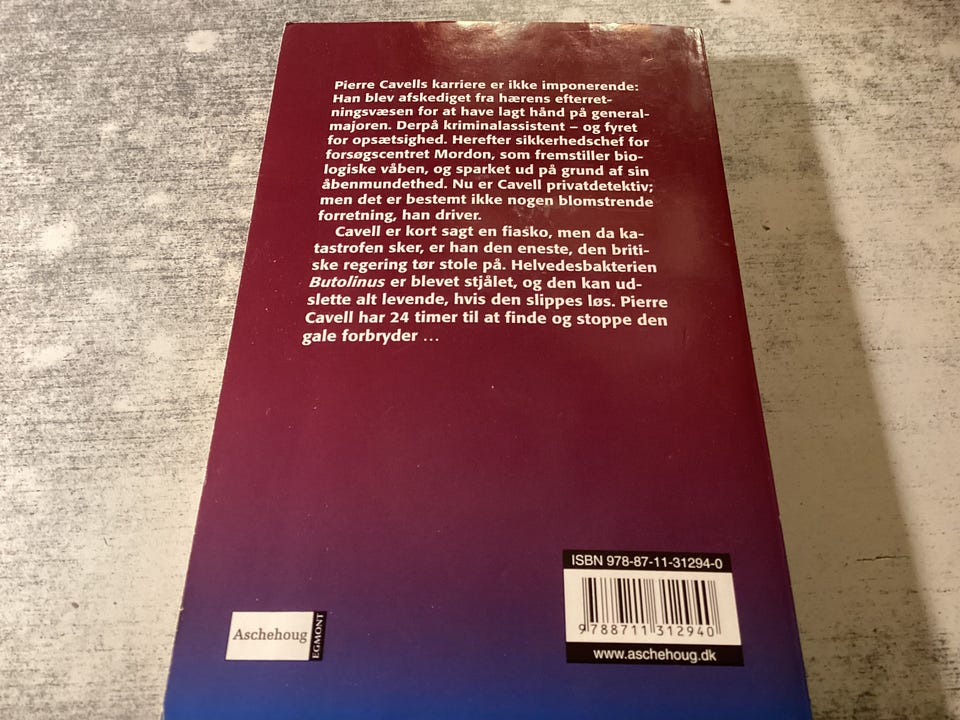 Pierre Cavells karriere er ikke imponerende:
Han blev afskediget fra hærens efterret-
ningsvæsen for at have lagt hånd på general-
majoren. Derpå kriminalassistent – og fyret
for opsætsighed. Herefter sikkerhedschef for
forsøgscentret Mordon, som fremstiller bio-
logiske våben, og sparket ud på grund af sin
åbenmundethed. Nu er Cavell privatdetektiv;
men det er bestemt ikke nogen blomstrende
forretning, han driver.
Cavell er kort sagt en fiasko, men da ka-
tastrofen sker, er han den eneste, den briti-
ske regering tør stole på. Helvedesbakterien
Butolinus er blevet stjålet, og den kan ud-
slette alt levende, hvis den slippes løs. Pierre
Cavell har 24 timer til at finde og stoppe den
gale forbryder ...
ISBN 978-87-11-31294-0
9 788711 312940
www.aschehoug.dk
Aschehoug
EGMONT